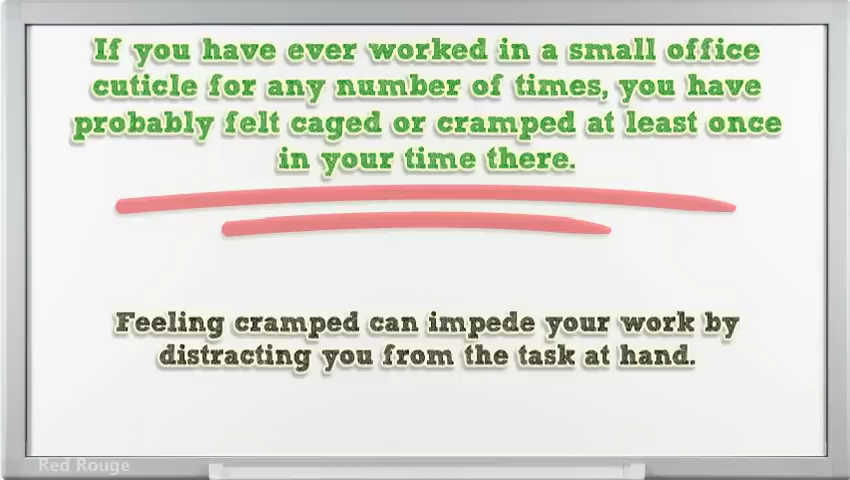 If you have ever worked in a small office
cuticle for any number of times, you have
probably felt caged or cramped at least once
in your time there.
Feeling cramped can impede your work by
distracting you from the task at hand.
Red Rouge